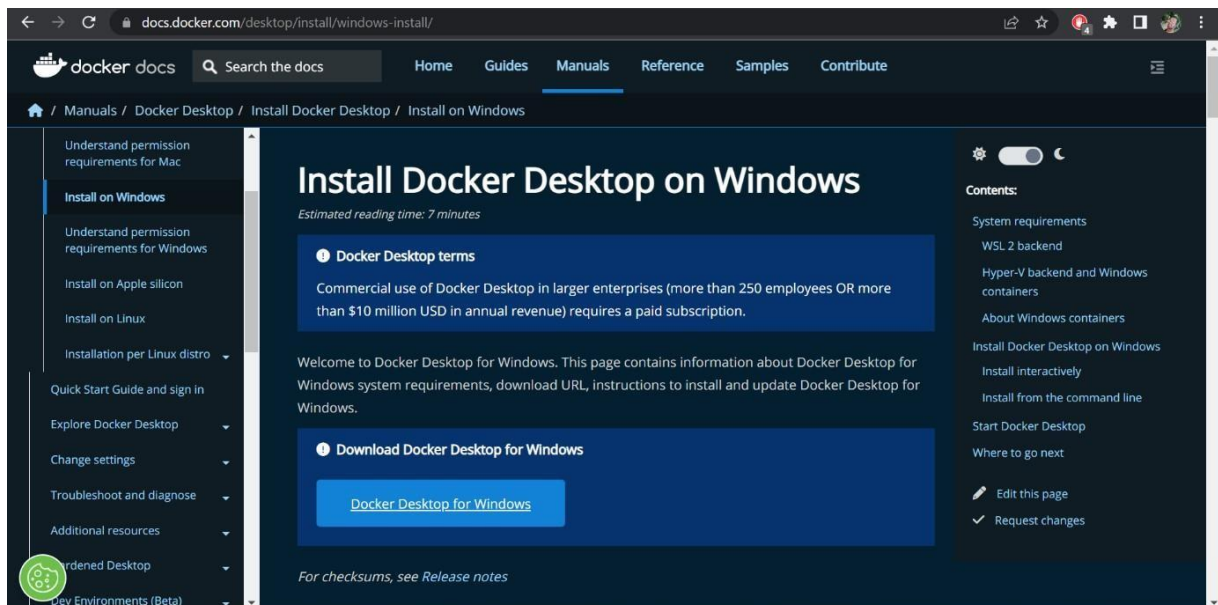 docs.docker.com/desktop/install/windows-install/
4
docker docs
Search the docs
Home
Guides
Manuals
Reference
Samples
Contribute
/ Manuals / Docker Desktop / Install Docker Desktop / Install on Windows
Understand permission
requirements for Mac
Install on Windows
Understand permission
requirements for Windows
Install on Apple silicon
Install on Linux
Installation per Linux distro
Quick Start Guide and sign in
Explore Docker Desktop
Change settings
Troubleshoot and diagnose
Additional resources
rdened Desktop
Dev Environments (Beta)
Install Docker Desktop on Windows
Estimated reading time: 7 minutes
Docker Desktop terms
Commercial use of Docker Desktop in larger enterprises (more than 250 employees OR more
than $10 million USD in annual revenue) requires a paid subscription.
Welcome to Docker Desktop for Windows. This page contains information about Docker Desktop for
Windows system requirements, download URL, instructions to install and update Docker Desktop for
Windows.
Download Docker Desktop for Windows
Docker Desktop for Windows
For checksums, see Release notes
Contents:
System requirements
WSL 2 backend
Hyper-V backend and Windows
containers
About Windows containers
Install Docker Desktop on Windows
Install interactively
Install from the command line
Start Docker Desktop
Where to go next
Edit this page
Request changes